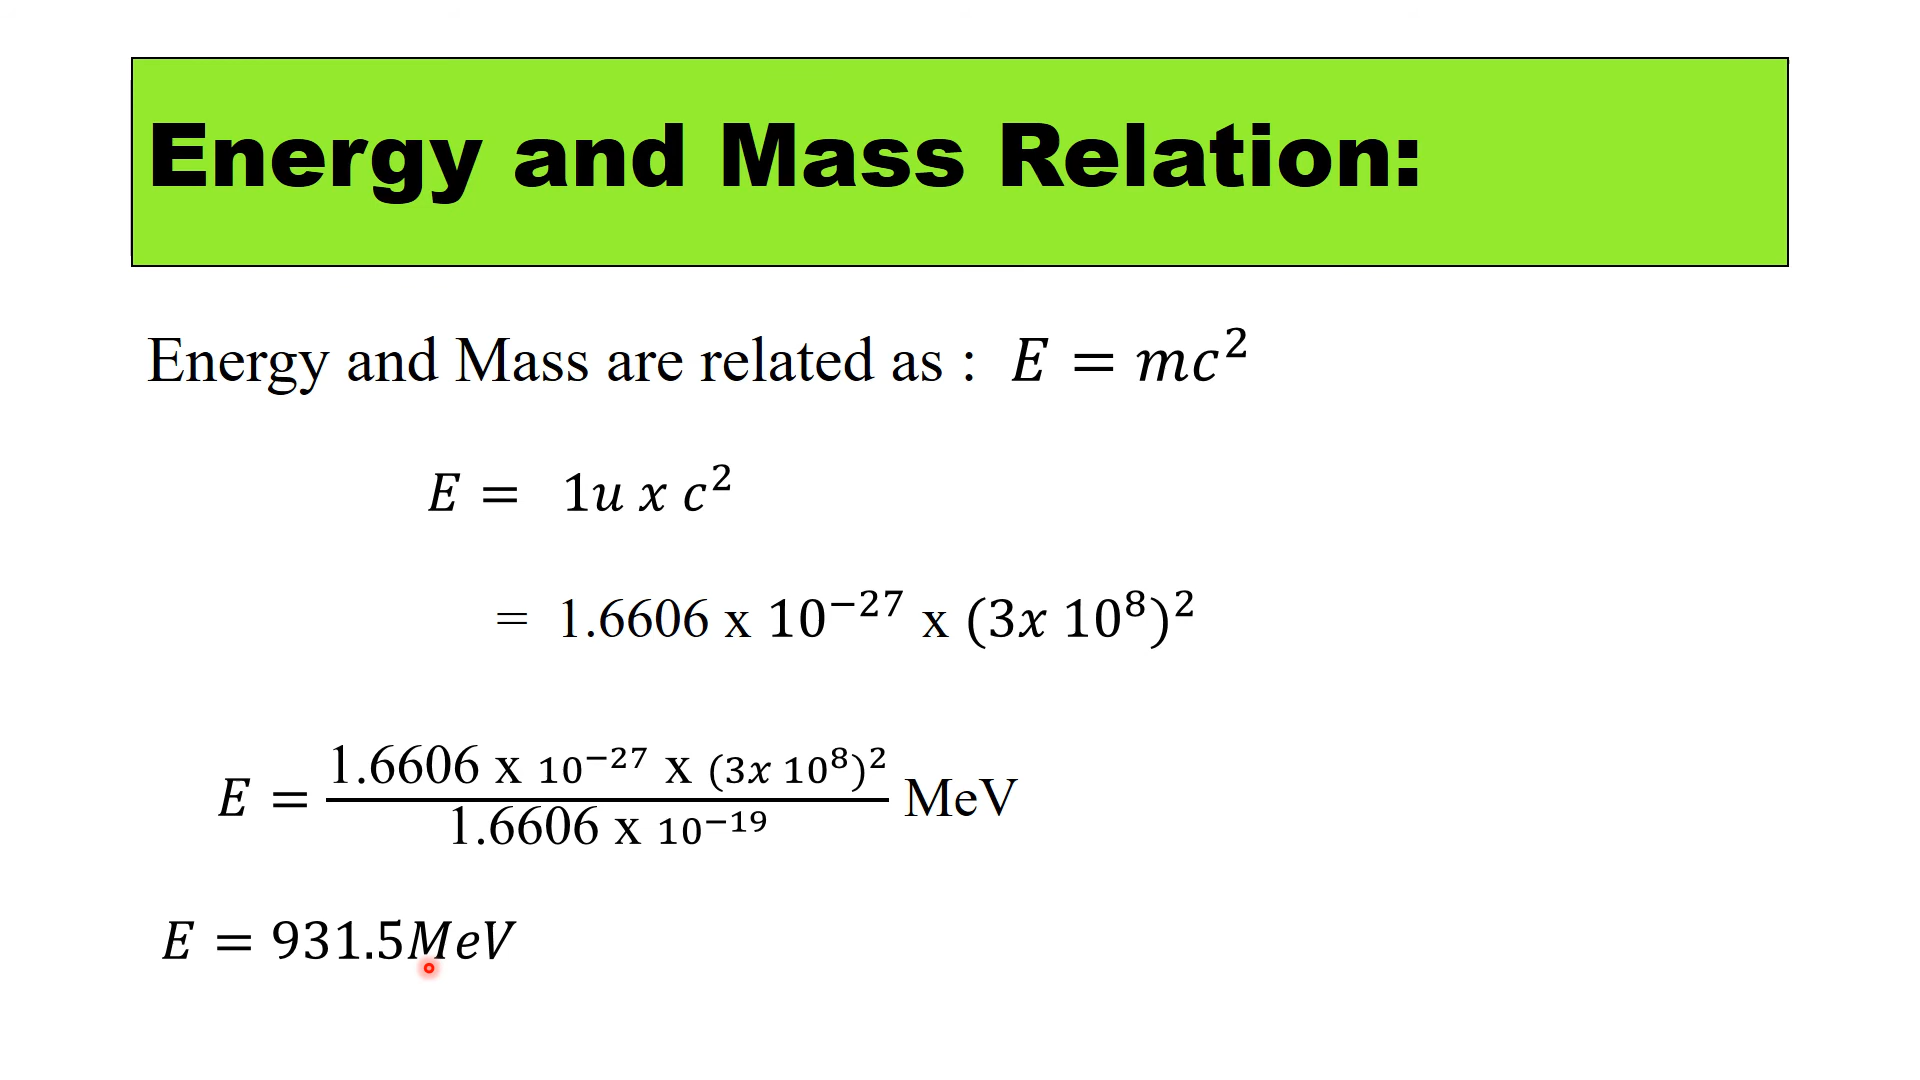 Energy and Mass Relation:
Energy and Mass are related as : E = mc²
E = 1u x c²
= 1.6606 x 10⁻²⁷ x (3x 10⁸)²
E = \frac{1.6606 x 10⁻²⁷ x (3x 10⁸)²}{1.6606 x 10⁻¹⁹} MeV
E = 931.5MeV